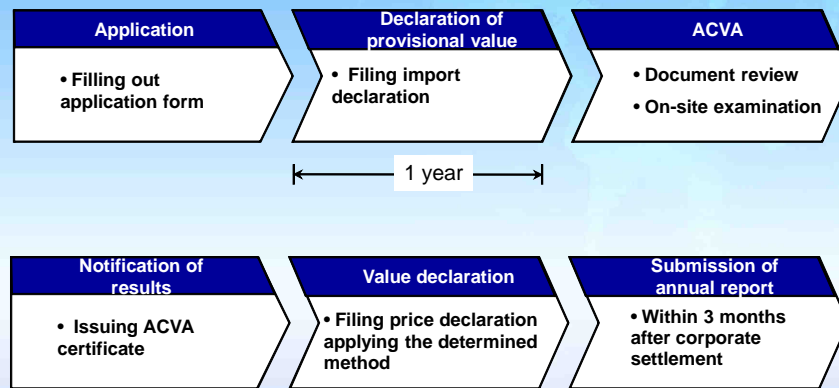 Application
• Filling out
application form
Declaration of
provisional value
• Filing import
declaration
ACVA
• Document review
• On-site examination
1 year
Notification of
results
• Issuing ACVA
certificate
Value declaration
• Filing price declaration
applying the determined
method
Submission of
annual report
• Within 3 months
after corporate
settlement